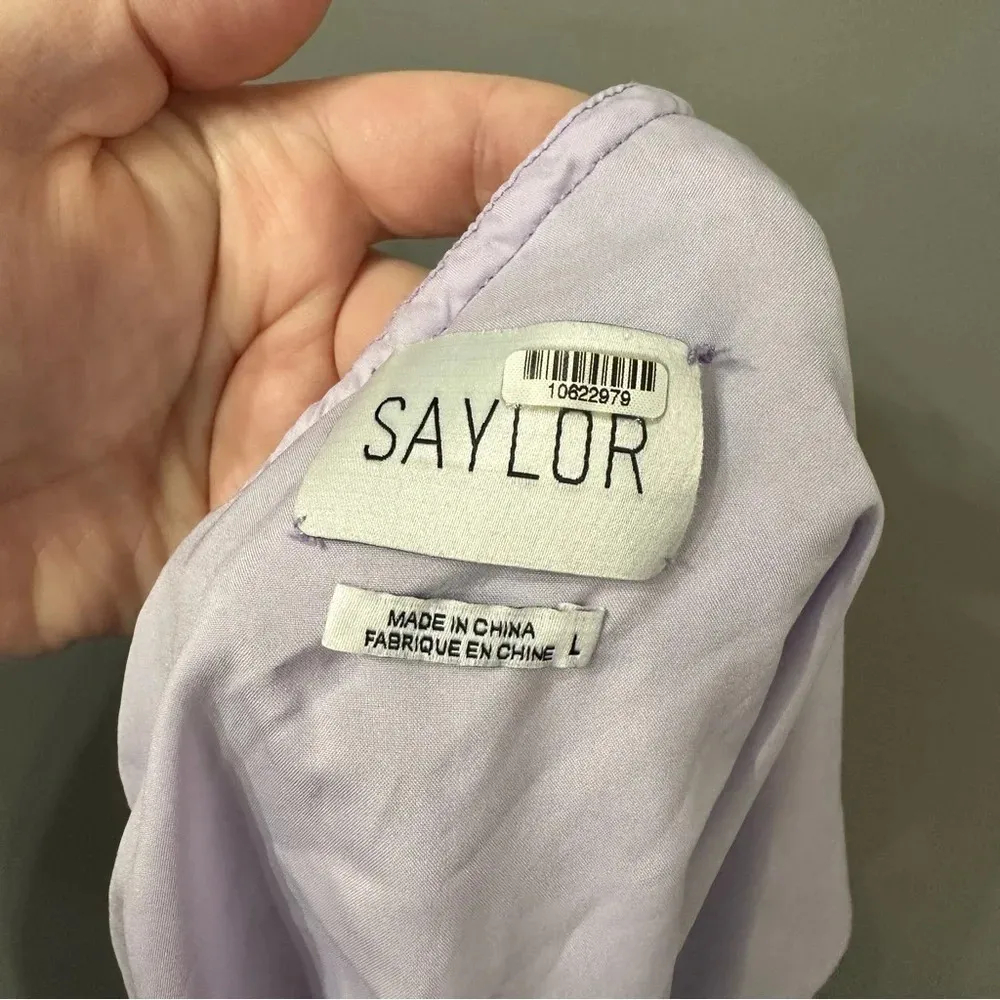 10622979
SAYLOR
MADE IN CHINA
FABRIQUE EN CHINE
L